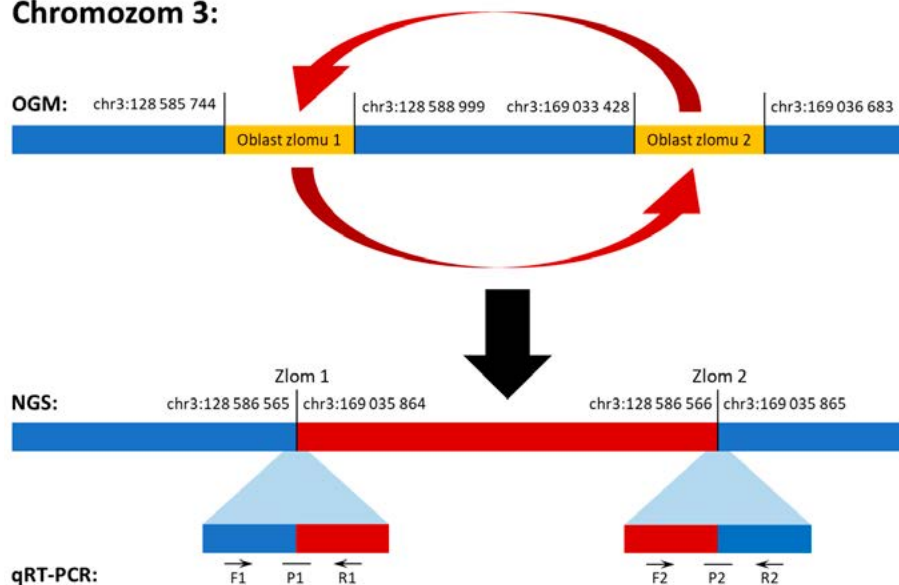 Chromozom 3:
OGM: chr3:128 585 744 chr3:128 588 999 chr3:169 033 428 chr3:169 036 683
Oblast zlomu 1 Oblast zlomu 2
Zlom 1 Zlom 2
NGS: chr3:128 586 565 chr3:169 035 864 chr3:128 586 566 chr3:169 035 865
qRT-PCR: F1 P1 R1 F2 P2 R2